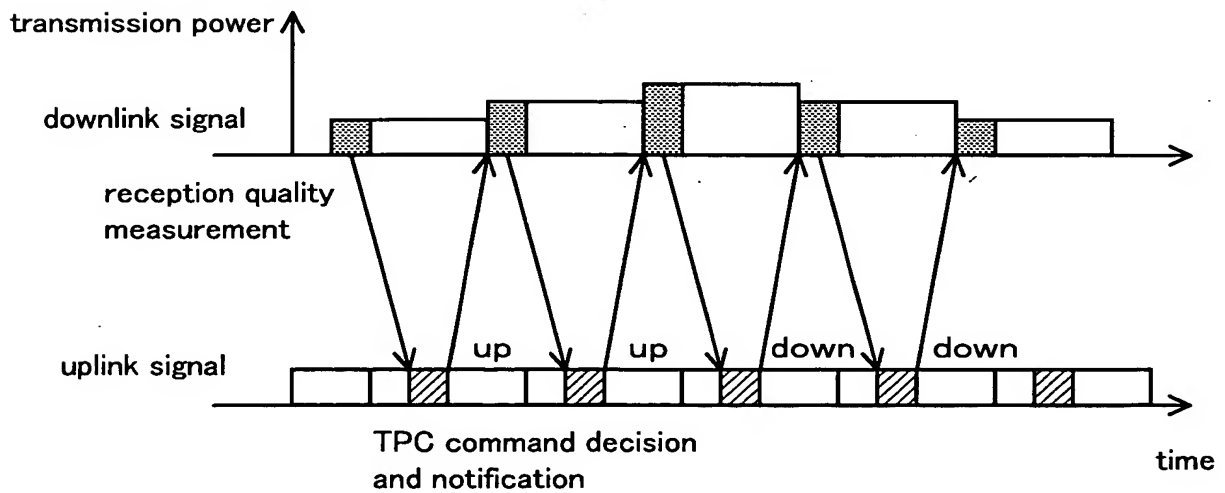 transmission power
downlink signal
reception quality
measurement
up up down down
uplink signal
TPC command decision
and notification
time